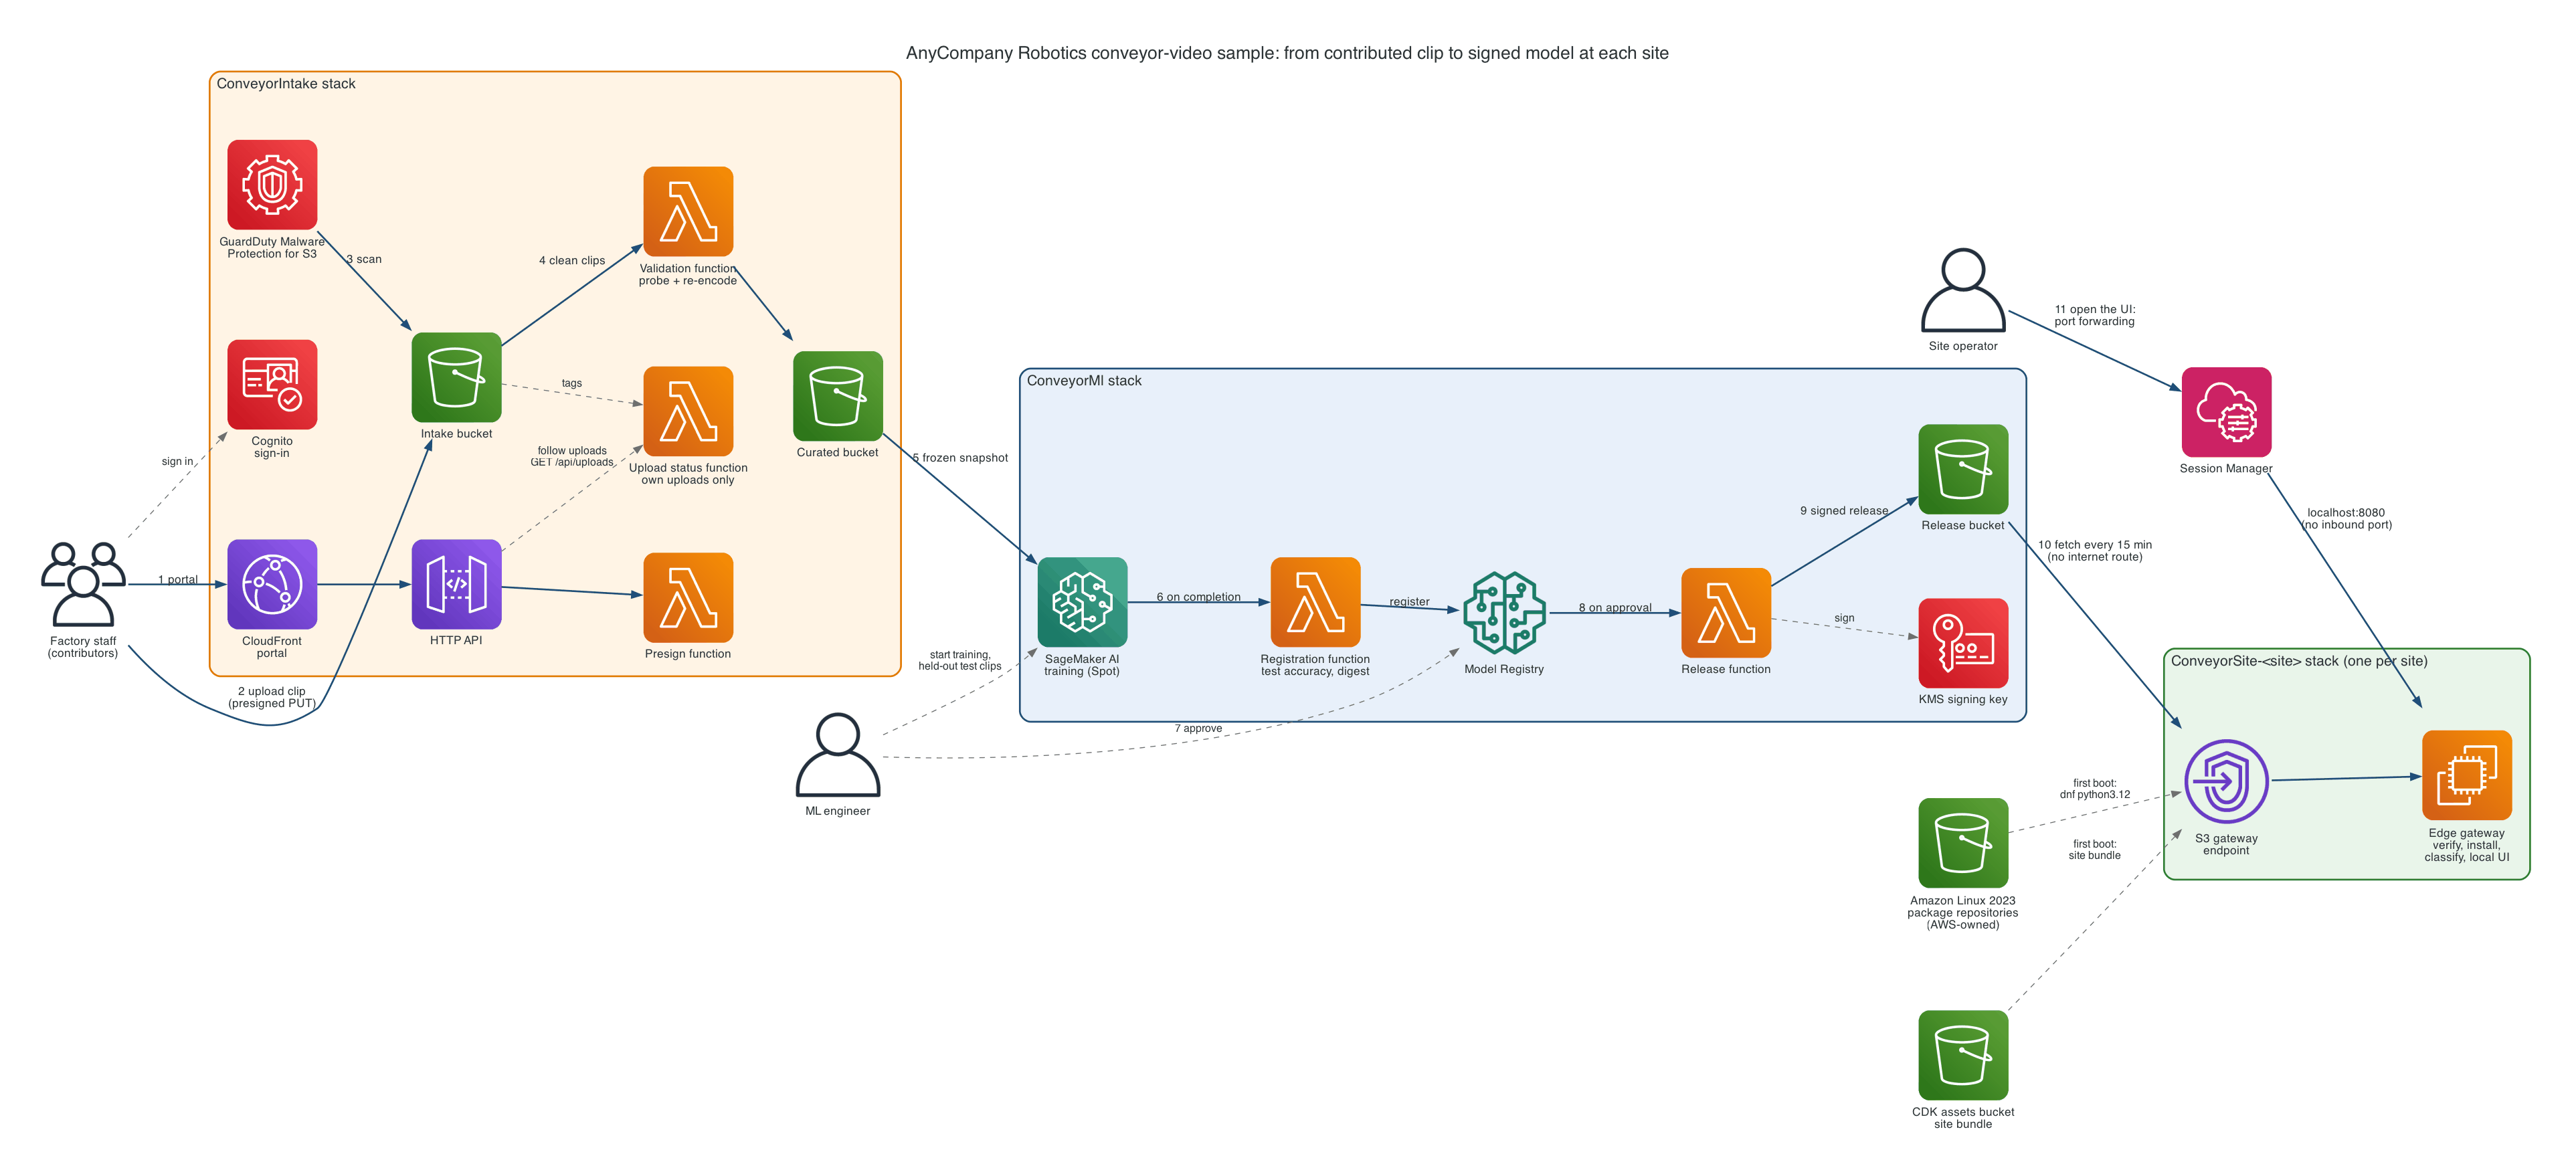 AnyCompany Robotics conveyor-video sample: from contributed clip to signed model at each site
ConveyorIntake stack
GuardDuty Malware
Protection for S3
3 scan
4 clean clips
Validation function
probe + re-encode
Cognito
sign-in
sign in
Intake bucket
tags
follow uploads
GET /api/uploads
Upload status function
own uploads only
Curated bucket
5 frozen snapshot
Factory staff
(contributors)
1 portal
CloudFront
portal
HTTP API
Presign function
2 upload clip
(presigned PUT)
ConveyorMl stack
start training,
held-out test clips
SageMaker AI
training (Spot)
6 on completion
Registration function
test accuracy, digest
register
Model Registry
8 on approval
Release function
9 signed release
Release bucket
sign
KMS signing key
7 approve
ML engineer
Site operator
11 open the UI:
port forwarding
Session Manager
localhost:8080
(no inbound port)
10 fetch every 15 min
(no internet route)
ConveyorSite-<site> stack (one per site)
S3 gateway
endpoint
Edge gateway
verify, install,
classify, local UI
first boot:
dnf python3.12
first boot:
site bundle
Amazon Linux 2023
package repositories
(AWS-owned)
CDK assets bucket
site bundle